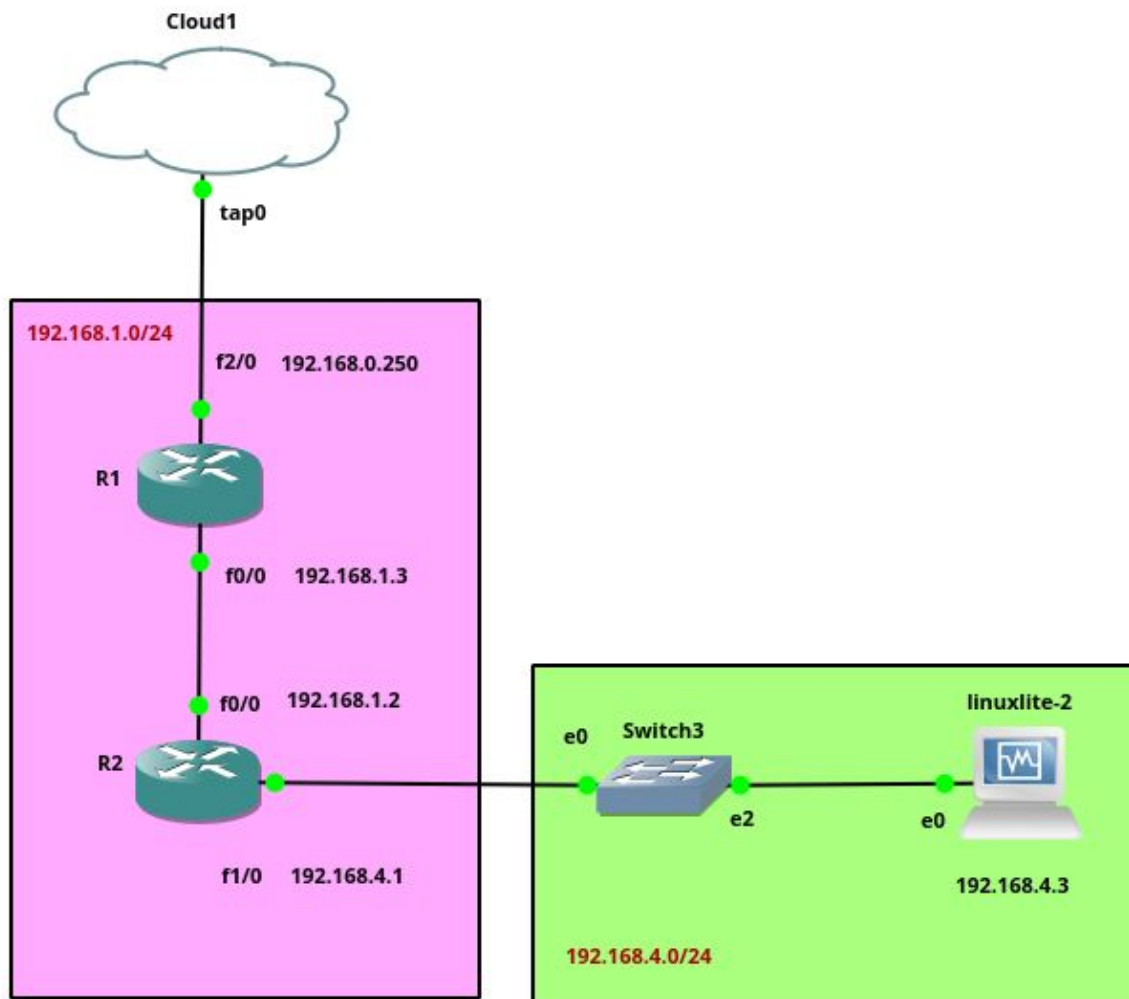 Cloud1
tap0
192.168.1.0/24
f2/0 192.168.0.250
R1
f0/0 192.168.1.3
f0/0 192.168.1.2
R2
f1/0 192.168.4.1
e0
Switch3
e2
linuxlite-2
e0
192.168.4.3
192.168.4.0/24